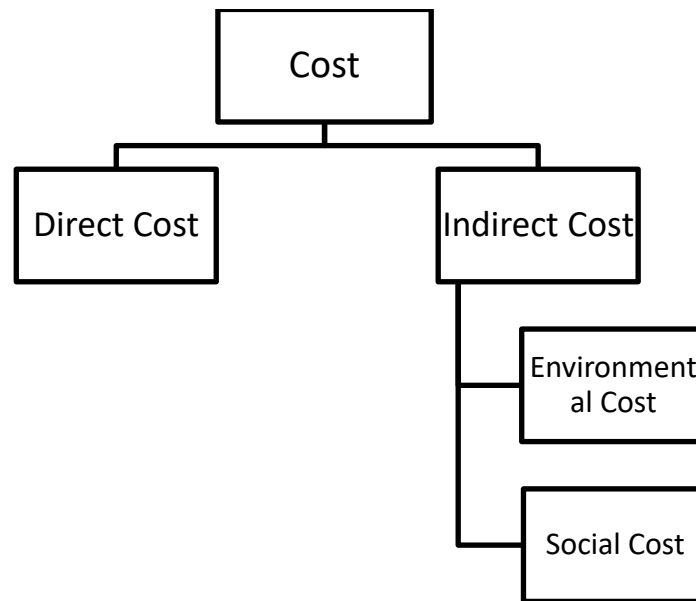 Cost
Direct Cost
Indirect Cost
Environment
al Cost
Social Cost